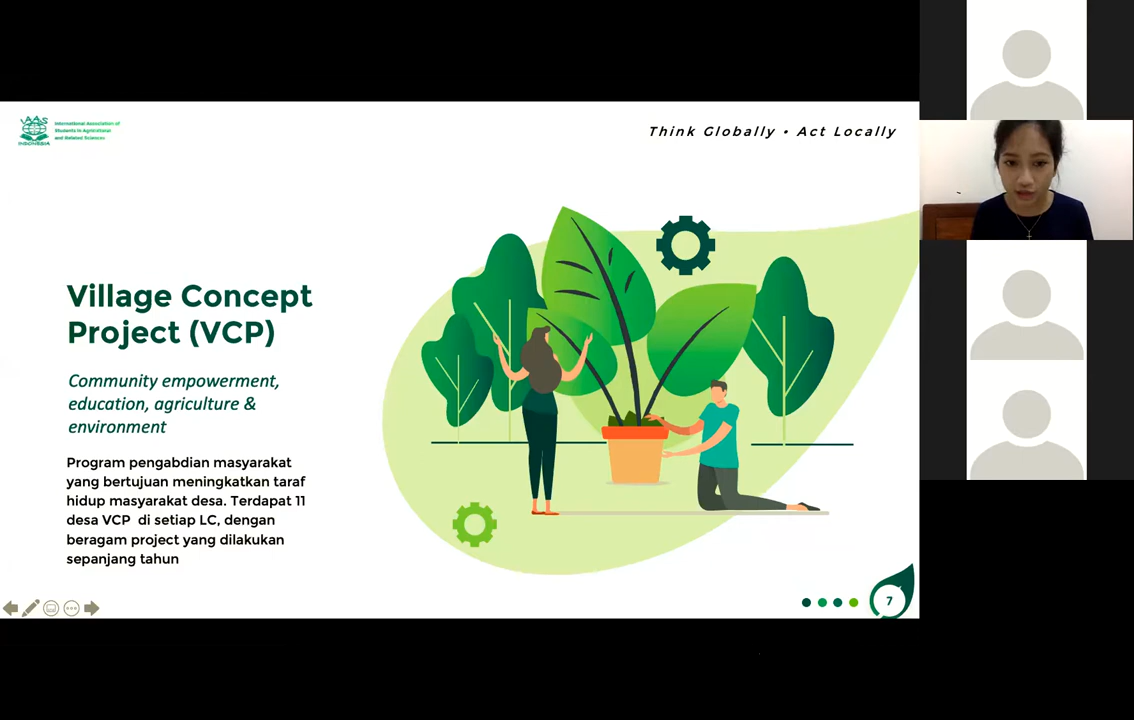 IAAS
INDONESIA
International Association of
Students in Agricultural
and Related Sciences
Think Globally • Act Locally
Village Concept
Project (VCP)
Community empowerment,
education, agriculture &
environment
Program pengabdian masyarakat
yang bertujuan meningkatkan taraf
hidup masyarakat desa. Terdapat 11
desa VCP di setiap LC, dengan
beragam project yang dilakukan
sepanjang tahun
7